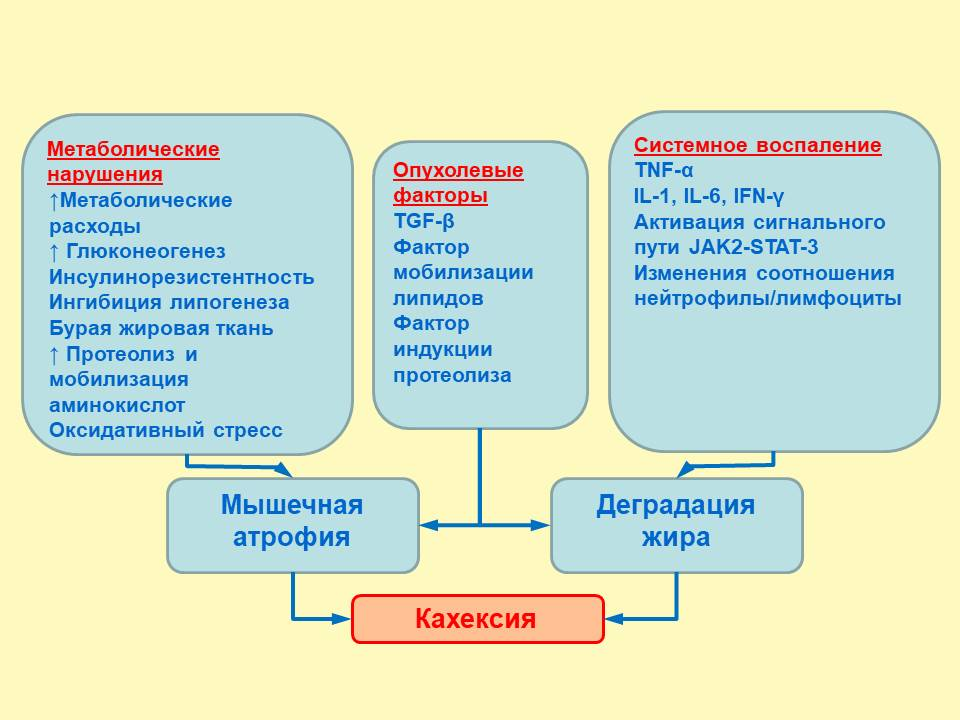 Метаболические
нарушения
↑Метаболические
расходы
↑ Глюконеогенез
Инсулинорезистентность
Ингибиция липогенеза
Бурая жировая ткань
↑ Протеолиз и
мобилизация
аминокислот
Оксидативный стресс
Опухолевые
факторы
TGF-β
Фактор
мобилизации
липидов
Фактор
индукции
протеолиза
Системное воспаление
TNF-α
IL-1, IL-6, IFN-γ
Активация сигнального
пути JAK2-STAT-3
Изменения соотношения
нейтрофилы/лимфоциты
Мышечная
атрофия
Деградация
жира
Кахексия